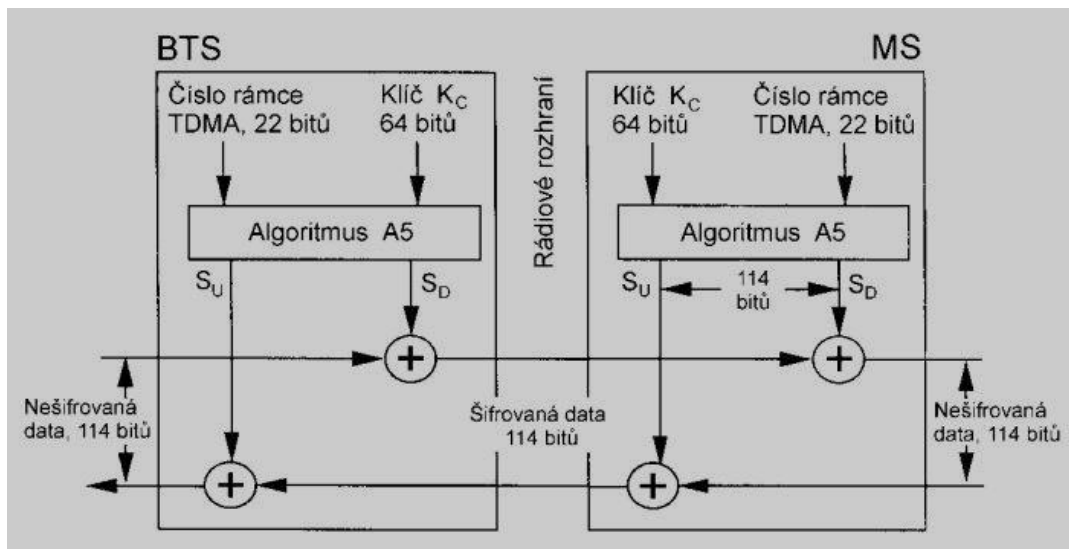 BTS
MS
Číslo rámce
TDMA, 22 bitů
Klíč K_C
64 bitů
Rádiové rozhraní
Klíč K_C
64 bitů
Číslo rámce
TDMA, 22 bitů
Algoritmus A5
Algoritmus A5
S_U
S_D
S_U
114
bitů
S_D
+
+
Nešifrovaná
data, 114 bitů
Šifrovaná data
114 bitů
Nešifrovaná
data, 114 bitů
+
+